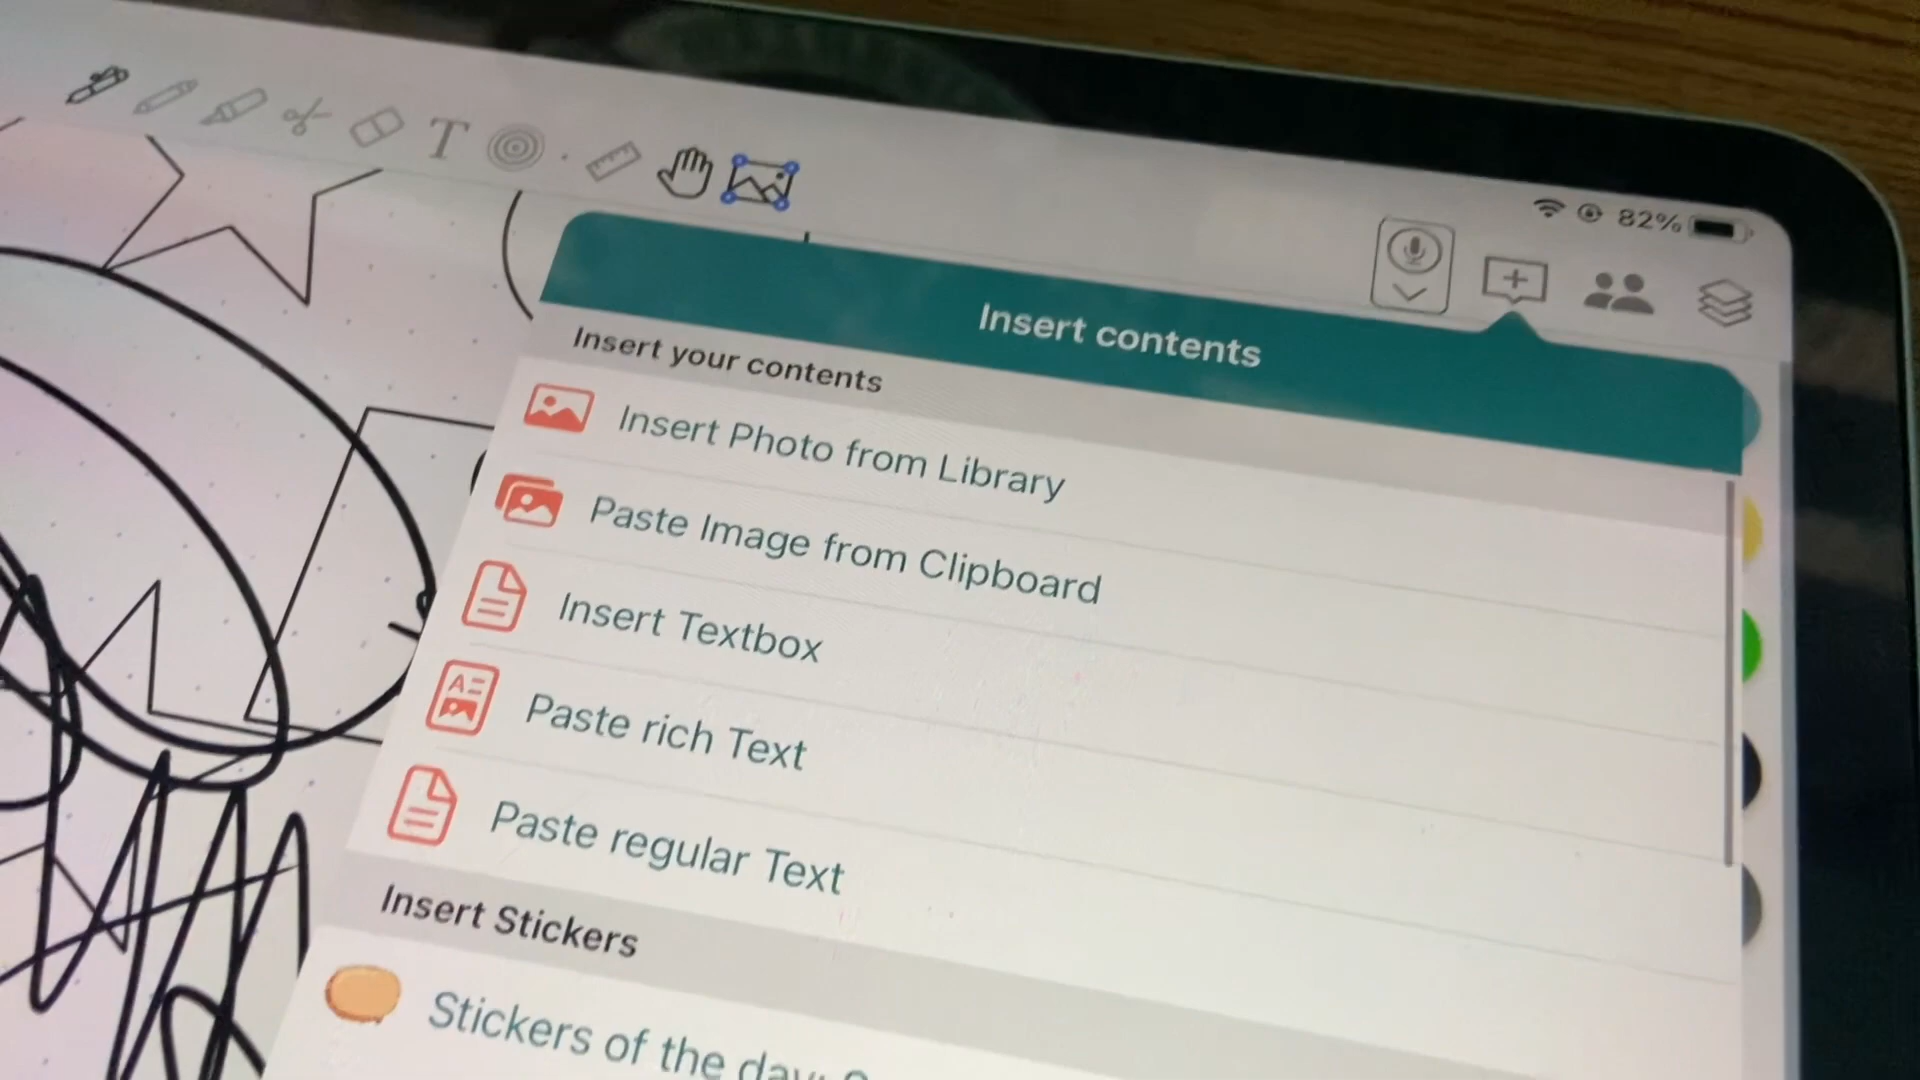 T
82%
Insert contents
Insert your contents
Insert Photo from Library
Paste Image from Clipboard
Insert Textbox
Paste rich Text
Paste regular Text
Insert Stickers
Stickers of the day: